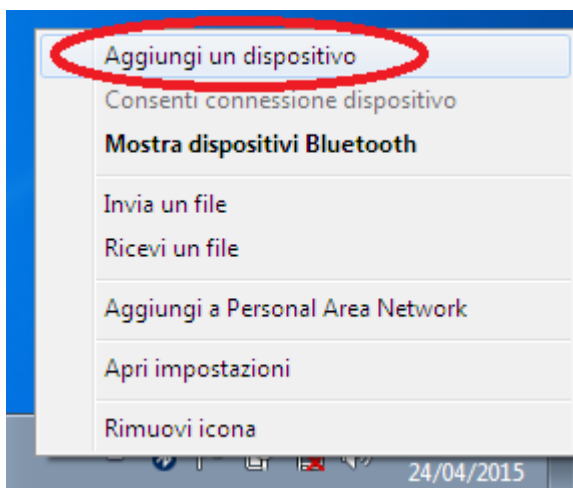 Aggiungi un dispositivo
Consenti connessione dispositivo
Mostra dispositivi Bluetooth
Invia un file
Ricevi un file
Aggiungi a Personal Area Network
Apri impostazioni
Rimuovi icona
24/04/2015